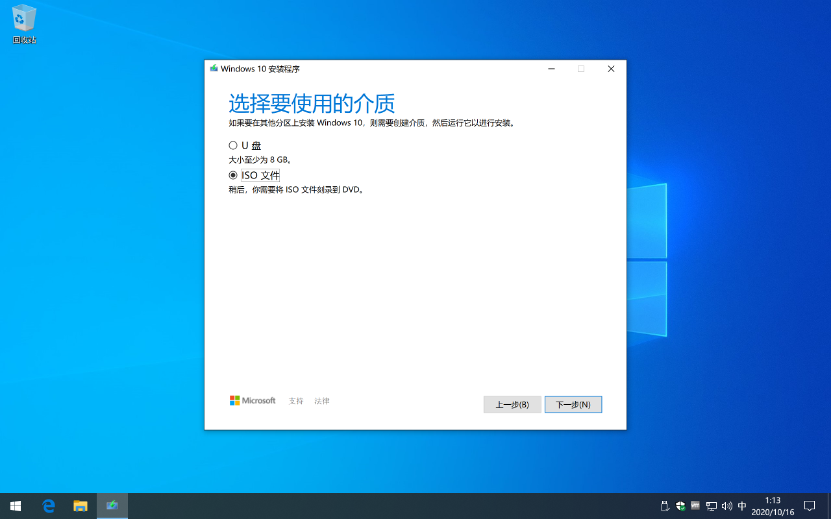 回收站
Windows 10 安装程序
选择要使用的介质
如果要在其他分区上安装 Windows 10，则需要创建介质，然后运行它以进行安装。
U 盘
大小至少为 8 GB。
ISO 文件
稍后，你需要将 ISO 文件刻录到 DVD。
Microsoft 支持 法律
上一步(B) 下一步(N)
中
1:13
2020/10/16